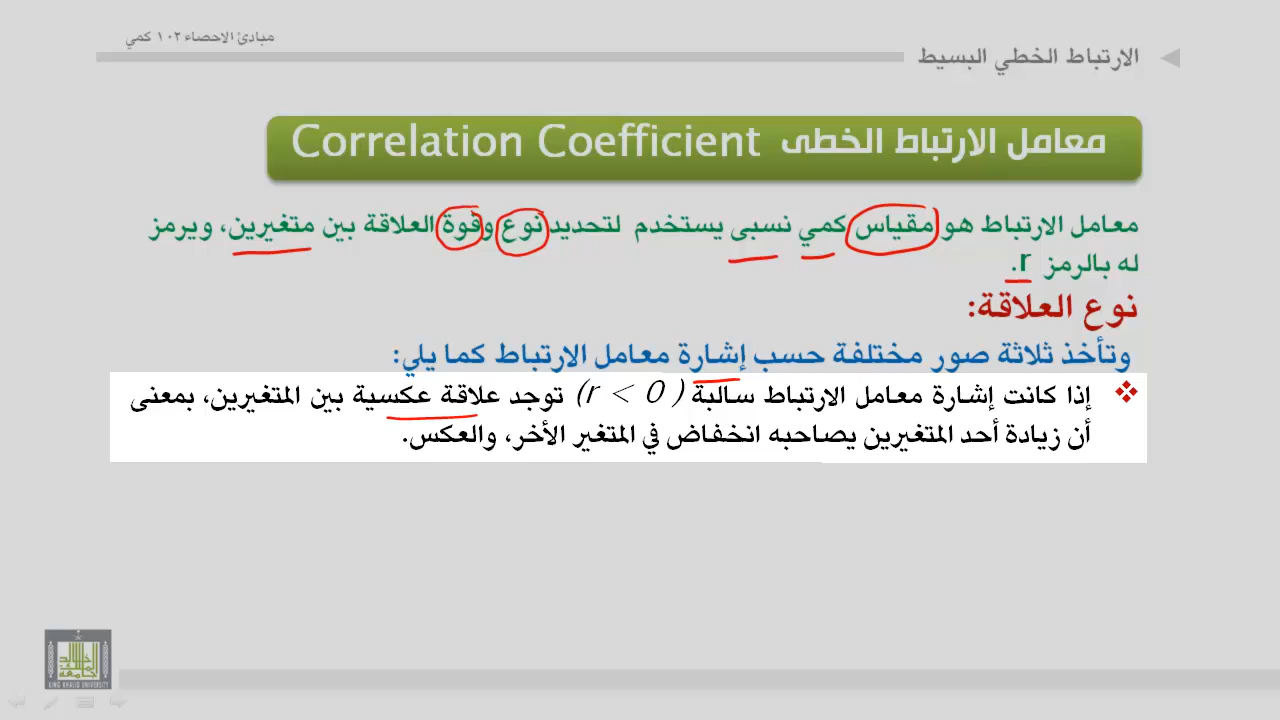 مبادئ الاحصاء ١٠٢ كمي
الارتباط الخطي البسيط
معامل الارتباط الخطى Correlation Coefficient
معامل الارتباط هو مقياس كمي نسبى يستخدم لتحديد نوع وقوة العلاقة بين متغيرين، ويرمز
له بالرمز r.
نوع العلاقة:
وتأخذ ثلاثة صور مختلفة حسب إشارة معامل الارتباط كما يلي:
❖ إذا كانت إشارة معامل الارتباط سالبة (r < 0) توجد علاقة عكسية بين المتغيرين، بمعنى
أن زيادة أحد المتغيرين يصاحبه انخفاض في المتغير الأخر، والعكس.
KING KHALID UNIVERSITY